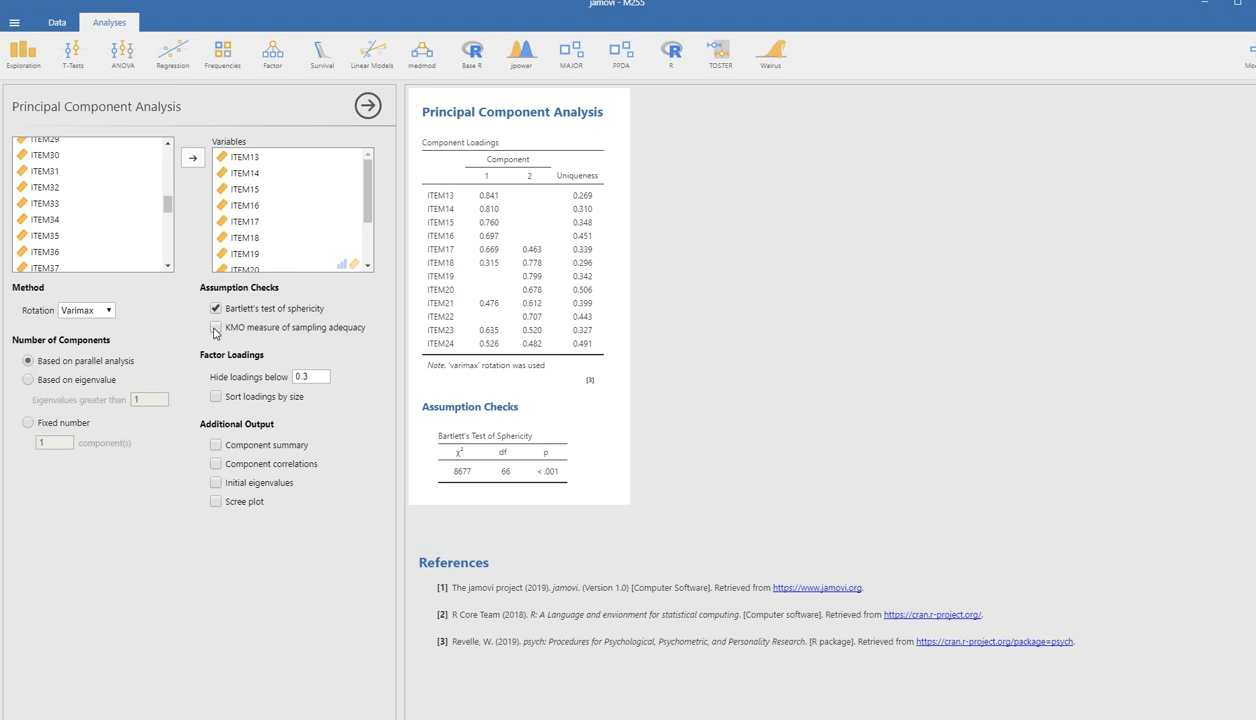 jamovi - M255
Data Analyses
Exploration T-Tests ANOVA Regression Frequencies Factor Survival Linear Models medmod Base R jpower MAJOR PPDA R TOSTER Walrus
Principal Component Analysis
ITEM29
ITEM30
ITEM31
ITEM32
ITEM33
ITEM34
ITEM35
ITEM36
ITEM37
Variables
ITEM13
ITEM14
ITEM15
ITEM16
ITEM17
ITEM18
ITEM19
ITEM20
Method
Rotation Varimax
Number of Components
Based on parallel analysis
Based on eigenvalue
Eigenvalues greater than 1
Fixed number
1 component(s)
Assumption Checks
Bartlett's test of sphericity
KMO measure of sampling adequacy
Factor Loadings
Hide loadings below 0.3
Sort loadings by size
Additional Output
Component summary
Component correlations
Initial eigenvalues
Scree plot
Principal Component Analysis
Component Loadings
Component
1 2 Uniqueness
ITEM13 0.841 0.269
ITEM14 0.810 0.310
ITEM15 0.760 0.348
ITEM16 0.697 0.451
ITEM17 0.669 0.463 0.339
ITEM18 0.315 0.778 0.296
ITEM19 0.799 0.342
ITEM20 0.678 0.506
ITEM21 0.476 0.612 0.399
ITEM22 0.707 0.443
ITEM23 0.635 0.520 0.327
ITEM24 0.526 0.482 0.491
Note. 'varimax' rotation was used
[3]
Assumption Checks
Bartlett's Test of Sphericity
χ² df p
8677 66 < .001
References
[1] The jamovi project (2019). jamovi. (Version 1.0) [Computer Software]. Retrieved from https://www.jamovi.org.
[2] R Core Team (2018). R: A Language and envionment for statistical computing. [Computer software]. Retrieved from https://cran.r-project.org/.
[3] Revelle, W. (2019). psych: Procedures for Psychological, Psychometric, and Personality Research. [R package]. Retrieved from https://cran.r-project.org/package=psych.